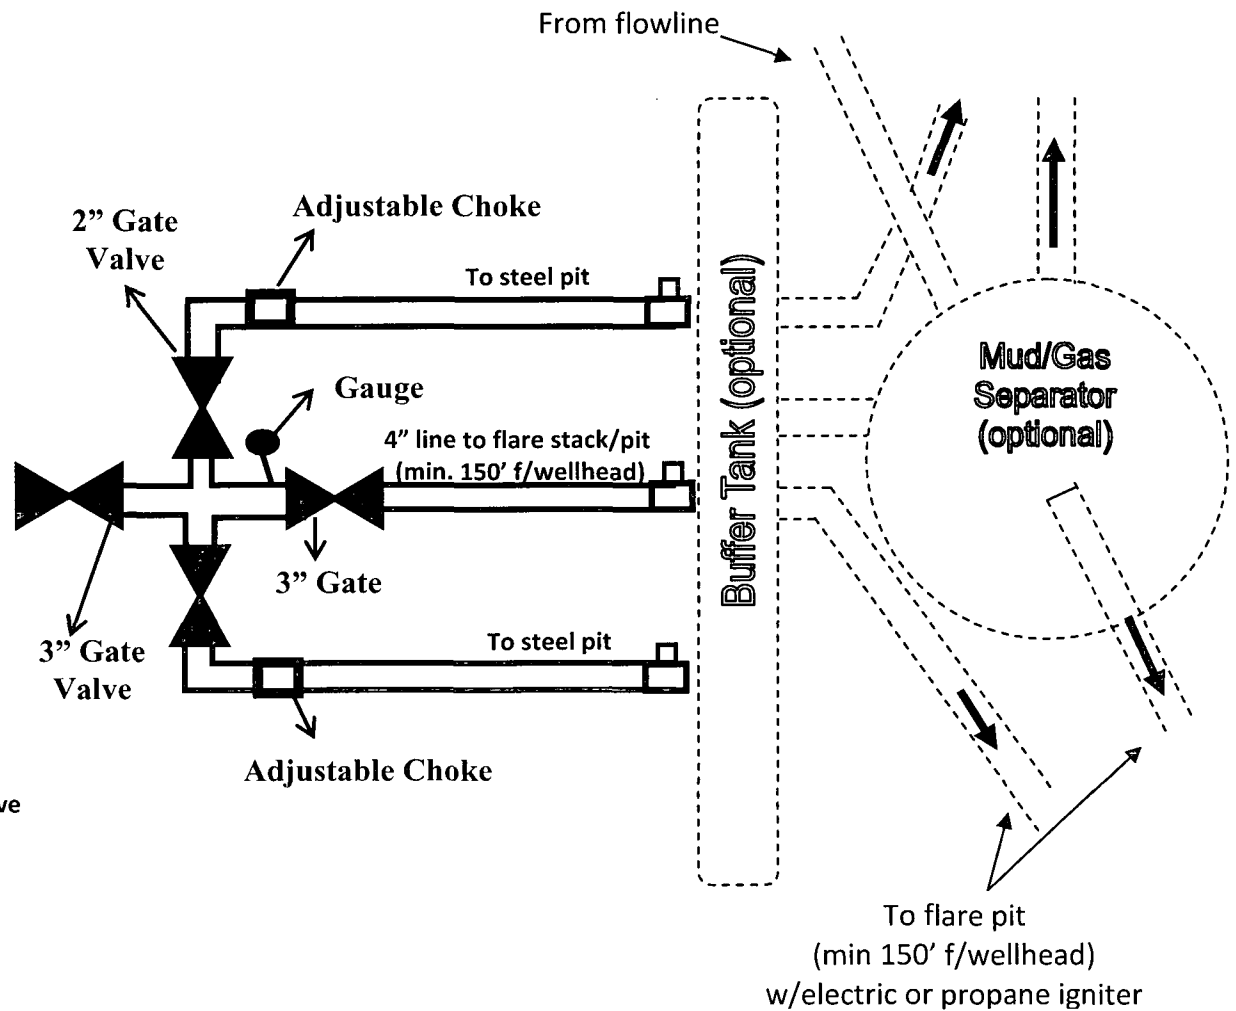 From flowline
Adjustable Choke
2” Gate
Valve
To steel pit
Gauge
4” line to flare stack/pit
(min. 150’ f/wellhead)
3” Gate
3” Gate
Valve
To steel pit
Adjustable Choke
ve
Buffer Tank (optional)
Mud/Gas
Separator
(optional)
To flare pit
(min 150’ f/wellhead)
w/electric or propane igniter